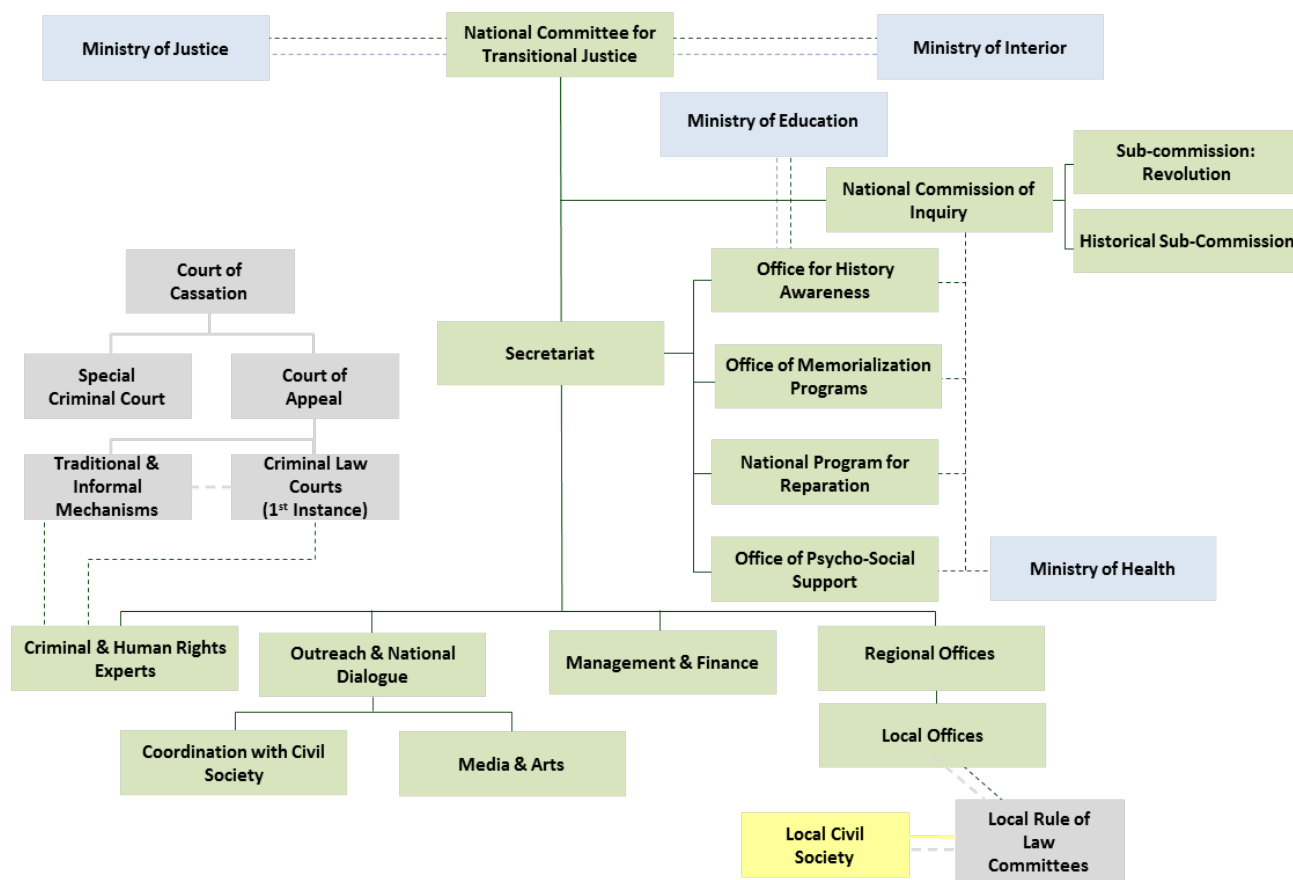 Ministry of Justice
National Committee for
Transitional Justice
Ministry of Interior
Ministry of Education
Sub-commission:
Revolution
National Commission of
Inquiry
Historical Sub-Commission
Court of
Cassation
Office for History
Awareness
Secretariat
Special
Criminal Court
Court of
Appeal
Office of Memorialization
Programs
Traditional &
Informal
Mechanisms
Criminal Law
Courts
(1st Instance)
National Program for
Reparation
Office of Psycho-Social
Support
Ministry of Health
Criminal & Human Rights
Experts
Outreach & National
Dialogue
Management & Finance
Regional Offices
Coordination with Civil
Society
Media & Arts
Local Offices
Local Civil
Society
Local Rule of
Law
Committees